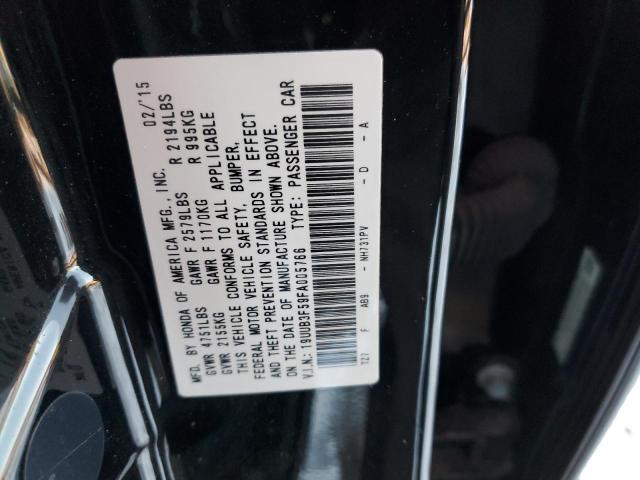 MFD. BY HONDA OF AMERICA MFG., INC. 02/'15
GVWR 4751LBS GAWR F 2579LBS R 2194LBS
GVWR 2155KG GAWR F 1170KG R 995KG
THIS VEHICLE CONFORMS TO ALL APPLICABLE
FEDERAL MOTOR VEHICLE SAFETY, BUMPER,
AND THEFT PREVENTION STANDARDS IN EFFECT
ON THE DATE OF MANUFACTURE SHOWN ABOVE.
V.I.N: 19UUB3F59FA005766 TYPE: PASSENGER CAR
TZ7 F AB9 - NH731PV - D - A